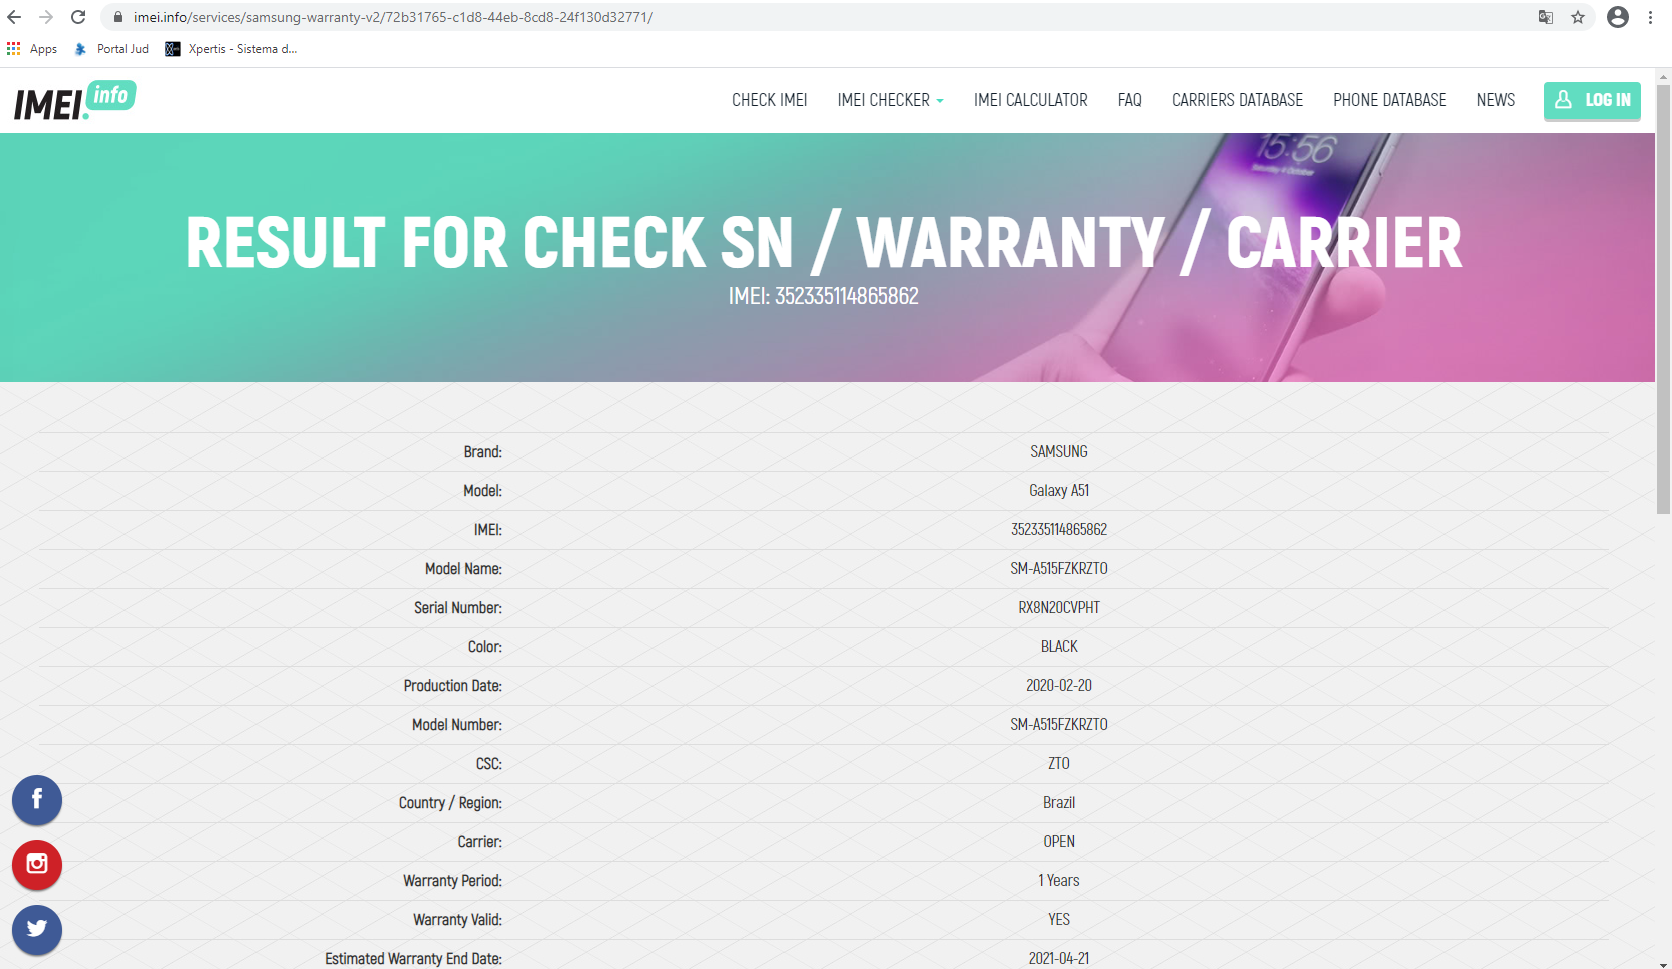 imei.info/services/samsung-warranty-v2/72b31765-c1d8-44eb-8cd8-24f130d32771/
Apps Portal Jud Xpertis - Sistema d...
IMEI.info CHECK IMEI IMEI CHECKER IMEI CALCULATOR FAQ CARRIERS DATABASE PHONE DATABASE NEWS LOG IN
15:56
Saturday 4 October
RESULT FOR CHECK SN / WARRANTY / CARRIER
IMEI: 352335114865862
Brand: SAMSUNG
Model: Galaxy A51
IMEI: 352335114865862
Model Name: SM-A515FZKRZTO
Serial Number: RX8N20CVPHT
Color: BLACK
Production Date: 2020-02-20
Model Number: SM-A515FZKRZTO
CSC: ZTO
Country / Region: Brazil
Carrier: OPEN
Warranty Period: 1 Years
Warranty Valid: YES
Estimated Warranty End Date: 2021-04-21